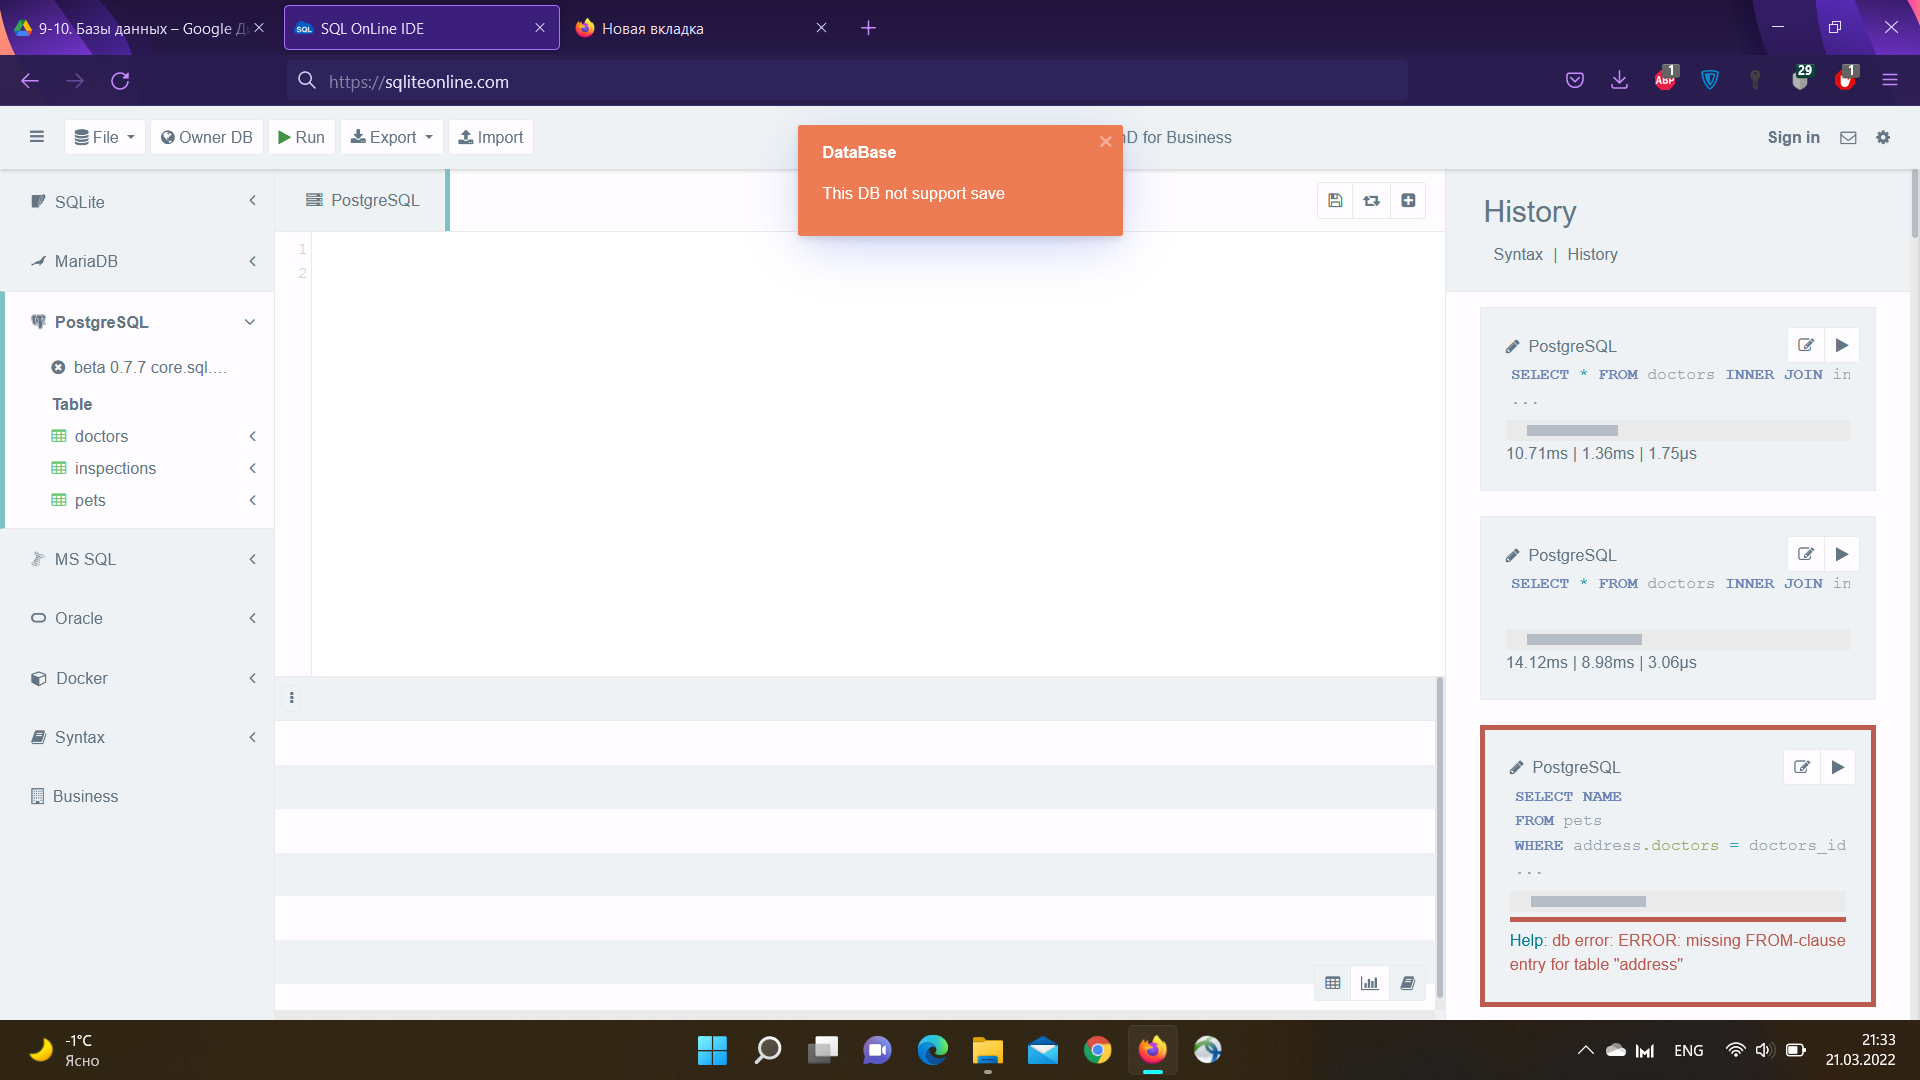 9-10. Базы данных – Google Д
SQL OnLine IDE
Новая вкладка
https://sqliteonline.com
1
29
1
File
Owner DB
Run
Export
Import
nD for Business
Sign in
DataBase
This DB not support save
SQLite
MariaDB
PostgreSQL
beta 0.7.7 core.sql....
Table
doctors
inspections
pets
MS SQL
Oracle
Docker
Syntax
Business
PostgreSQL
1
2
History
Syntax | History
PostgreSQL
SELECT * FROM doctors INNER JOIN in
...
10.71ms | 1.36ms | 1.75µs
PostgreSQL
SELECT * FROM doctors INNER JOIN in
14.12ms | 8.98ms | 3.06µs
PostgreSQL
SELECT NAME
FROM pets
WHERE address.doctors = doctors_id
...
Help: db error: ERROR: missing FROM-clause
entry for table "address"
-1°C
Ясно
ENG
21:33
21.03.2022